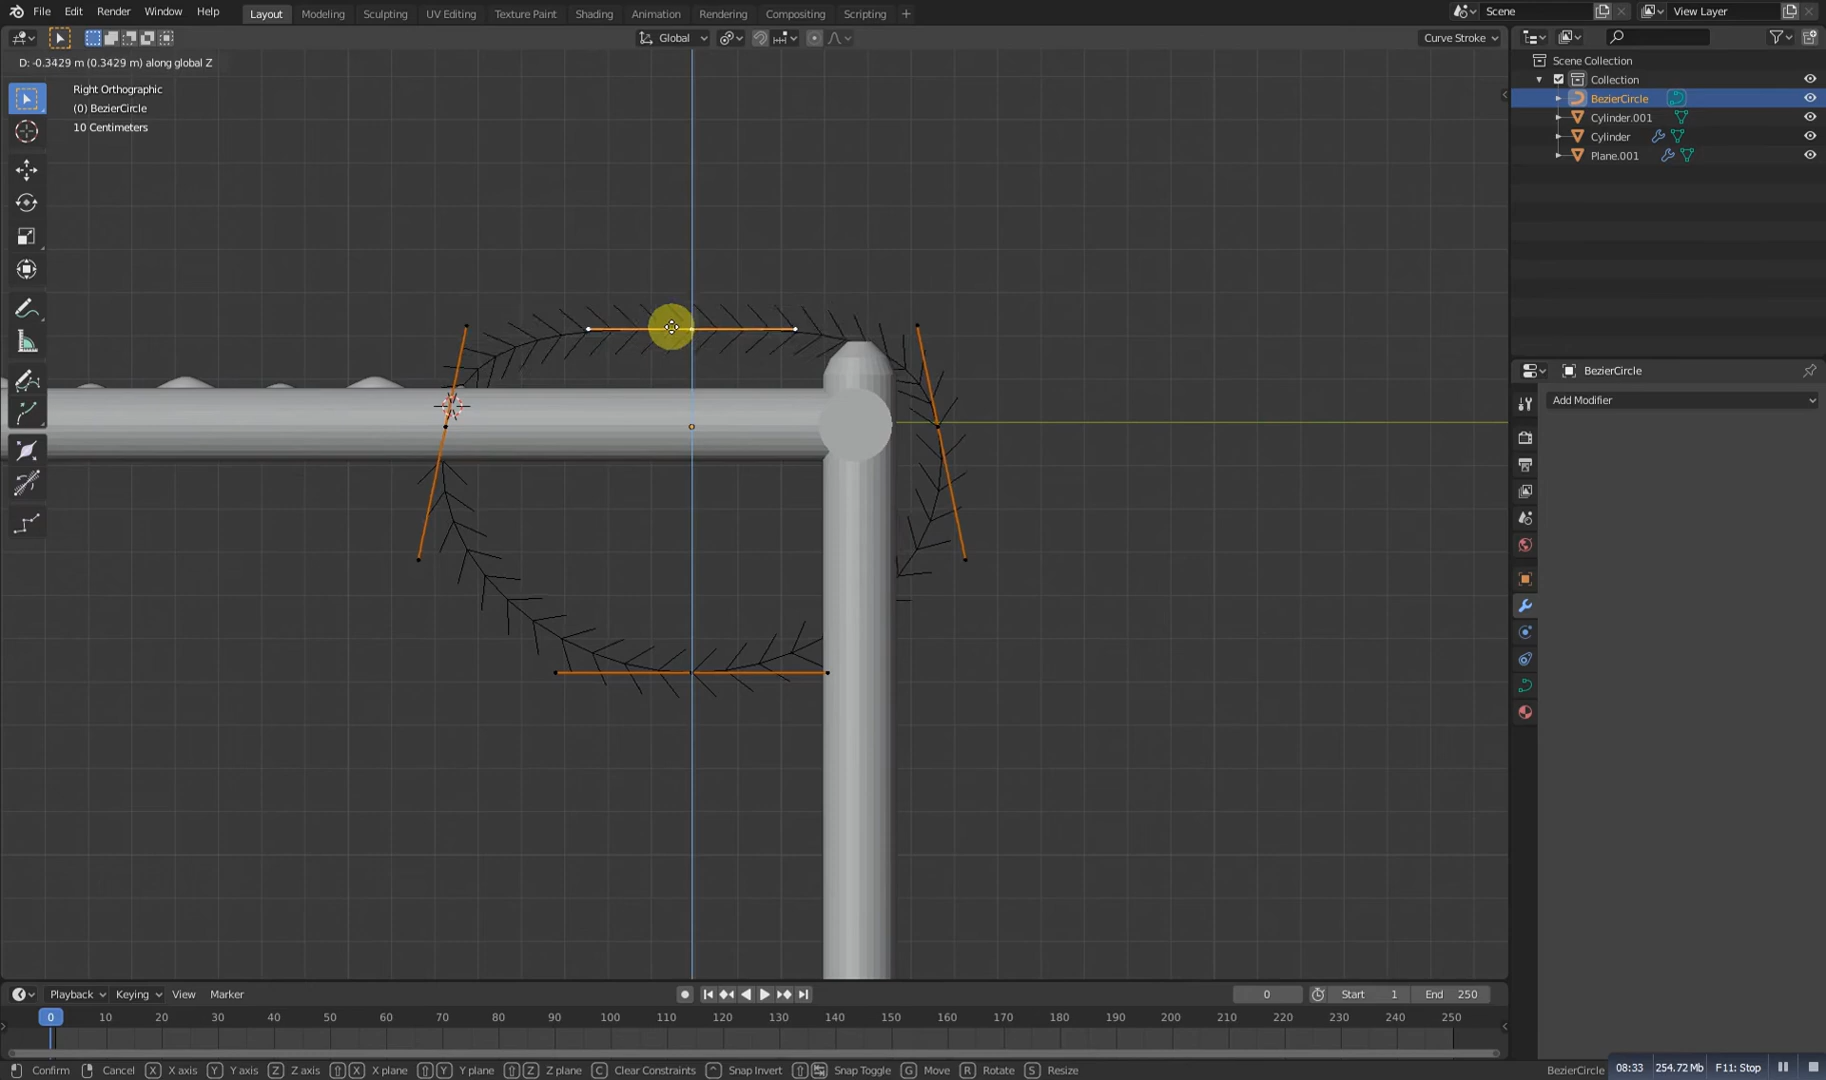 File Edit Render Window Help
Layout Modeling Sculpting UV Editing Texture Paint Shading Animation Rendering Compositing Scripting +
Scene
View Layer
Global
Curve Stroke
D: -0.3429 m (0.3429 m) along global Z
Right Orthographic
(0) BezierCircle
10 Centimeters
Scene Collection
Collection
BezierCircle
Cylinder.001
Cylinder
Plane.001
BezierCircle
Add Modifier
Playback Keying View Marker
0 Start 1 End 250
0 10 20 30 40 50 60 70 80 90 100 110 120 130 140 150 160 170 180 190 200 210 220 230 240 250
Confirm Cancel X X axis Y Y axis Z Z axis X X plane Y Y plane Z Z plane C Clear Constraints ^ Snap Invert Snap Toggle G Move R Rotate S Resize
BezierCircle
08:33 254.72 Mb F11: Stop